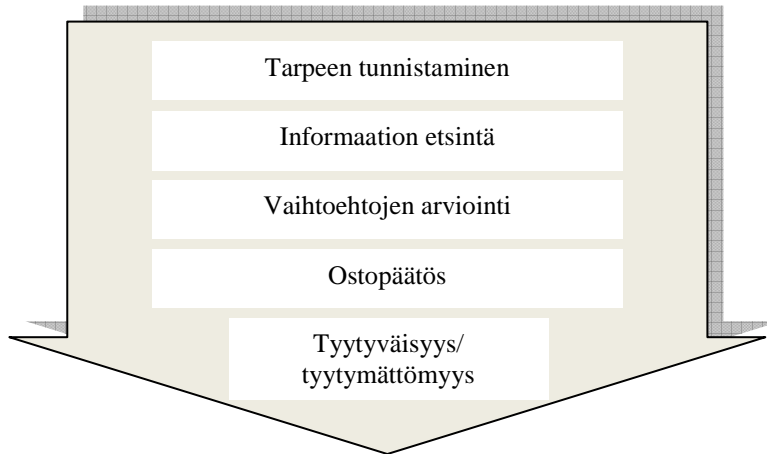 Tarpeen tunnistaminen
Informaation etsintä
Vaihtoehtojen arviointi
Ostopäätös
Tyytyväisyys/
tyytymättömyys